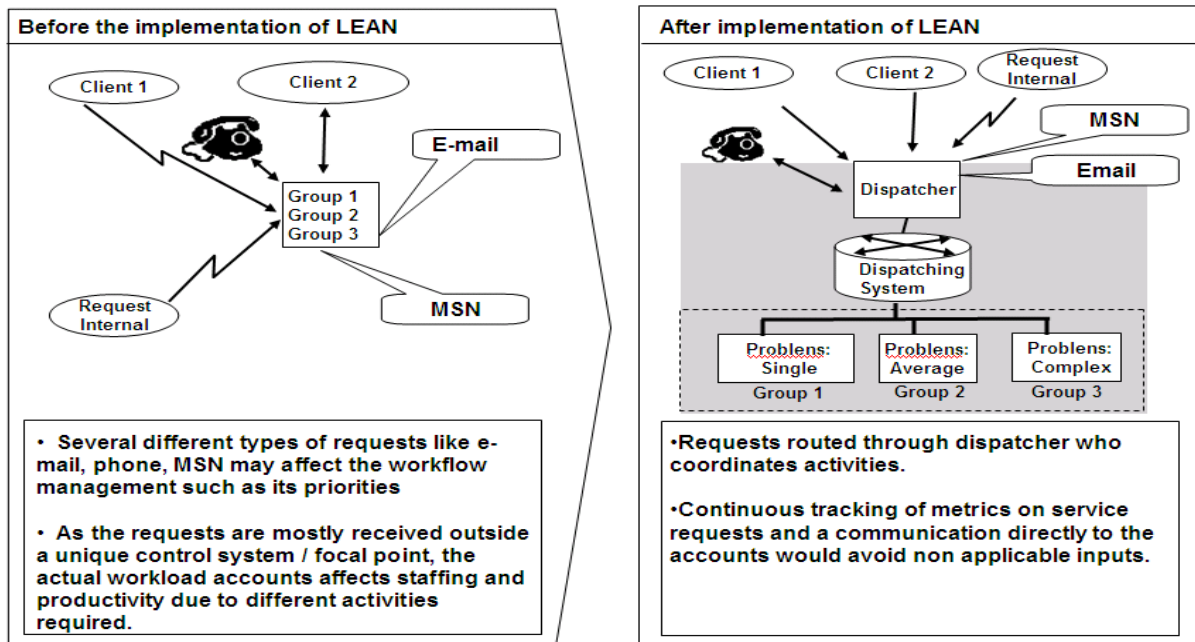 Before the implementation of LEAN
Client 1
Client 2
E-mail
Group 1
Group 2
Group 3
MSN
Request
Internal
• Several different types of requests like e-
mail, phone, MSN may affect the workflow
management such as its priorities
• As the requests are mostly received outside
a unique control system / focal point, the
actual workload accounts affects staffing and
productivity due to different activities
required.
After implementation of LEAN
Client 1
Client 2
Request
Internal
MSN
Email
Dispatcher
Dispatching
System
Problens:
Single
Group 1
Problens:
Average
Group 2
Problens:
Complex
Group 3
•Requests routed through dispatcher who
coordinates activities.
•Continuous tracking of metrics on service
requests and a communication directly to the
accounts would avoid non applicable inputs.